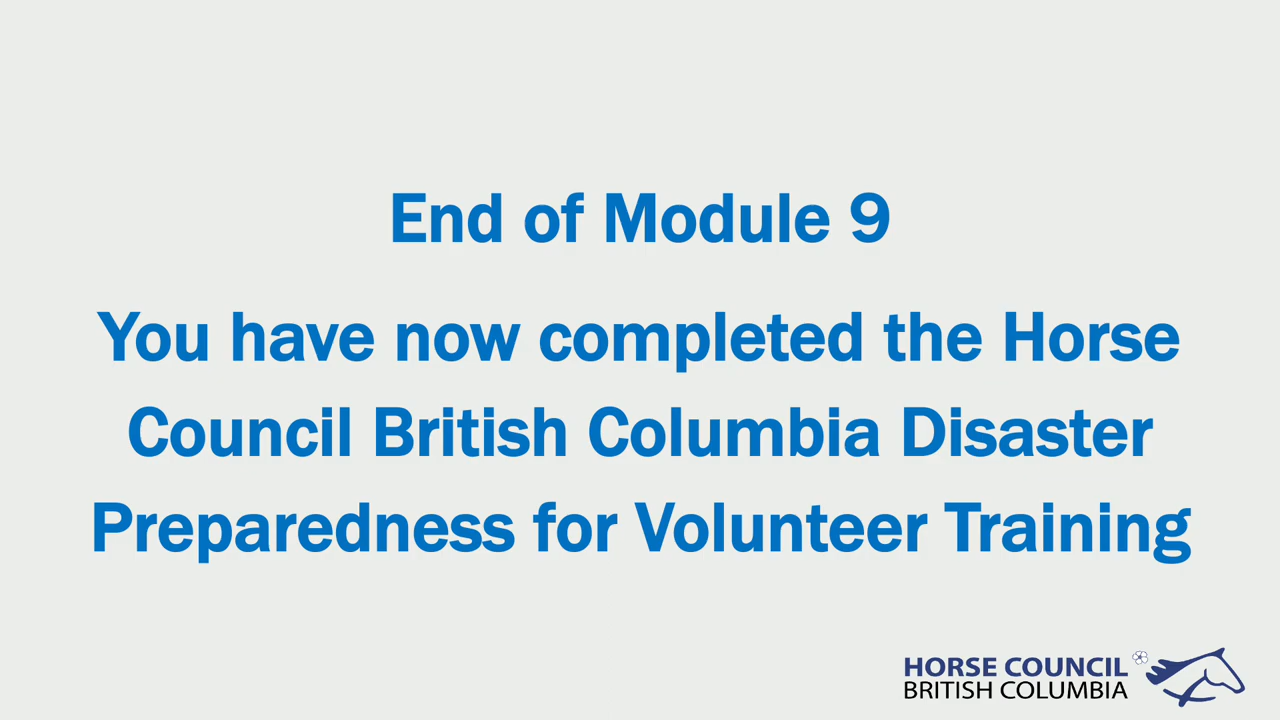 End of Module 9
You have now completed the Horse
Council British Columbia Disaster
Preparedness for Volunteer Training
HORSE COUNCIL
BRITISH COLUMBIA